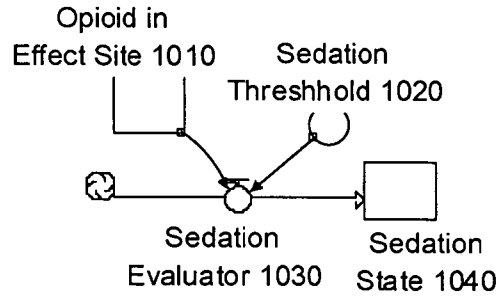 Opioid in
Effect Site 1010
Sedation
Threshhold 1020
Sedation
Evaluator 1030
Sedation
State 1040